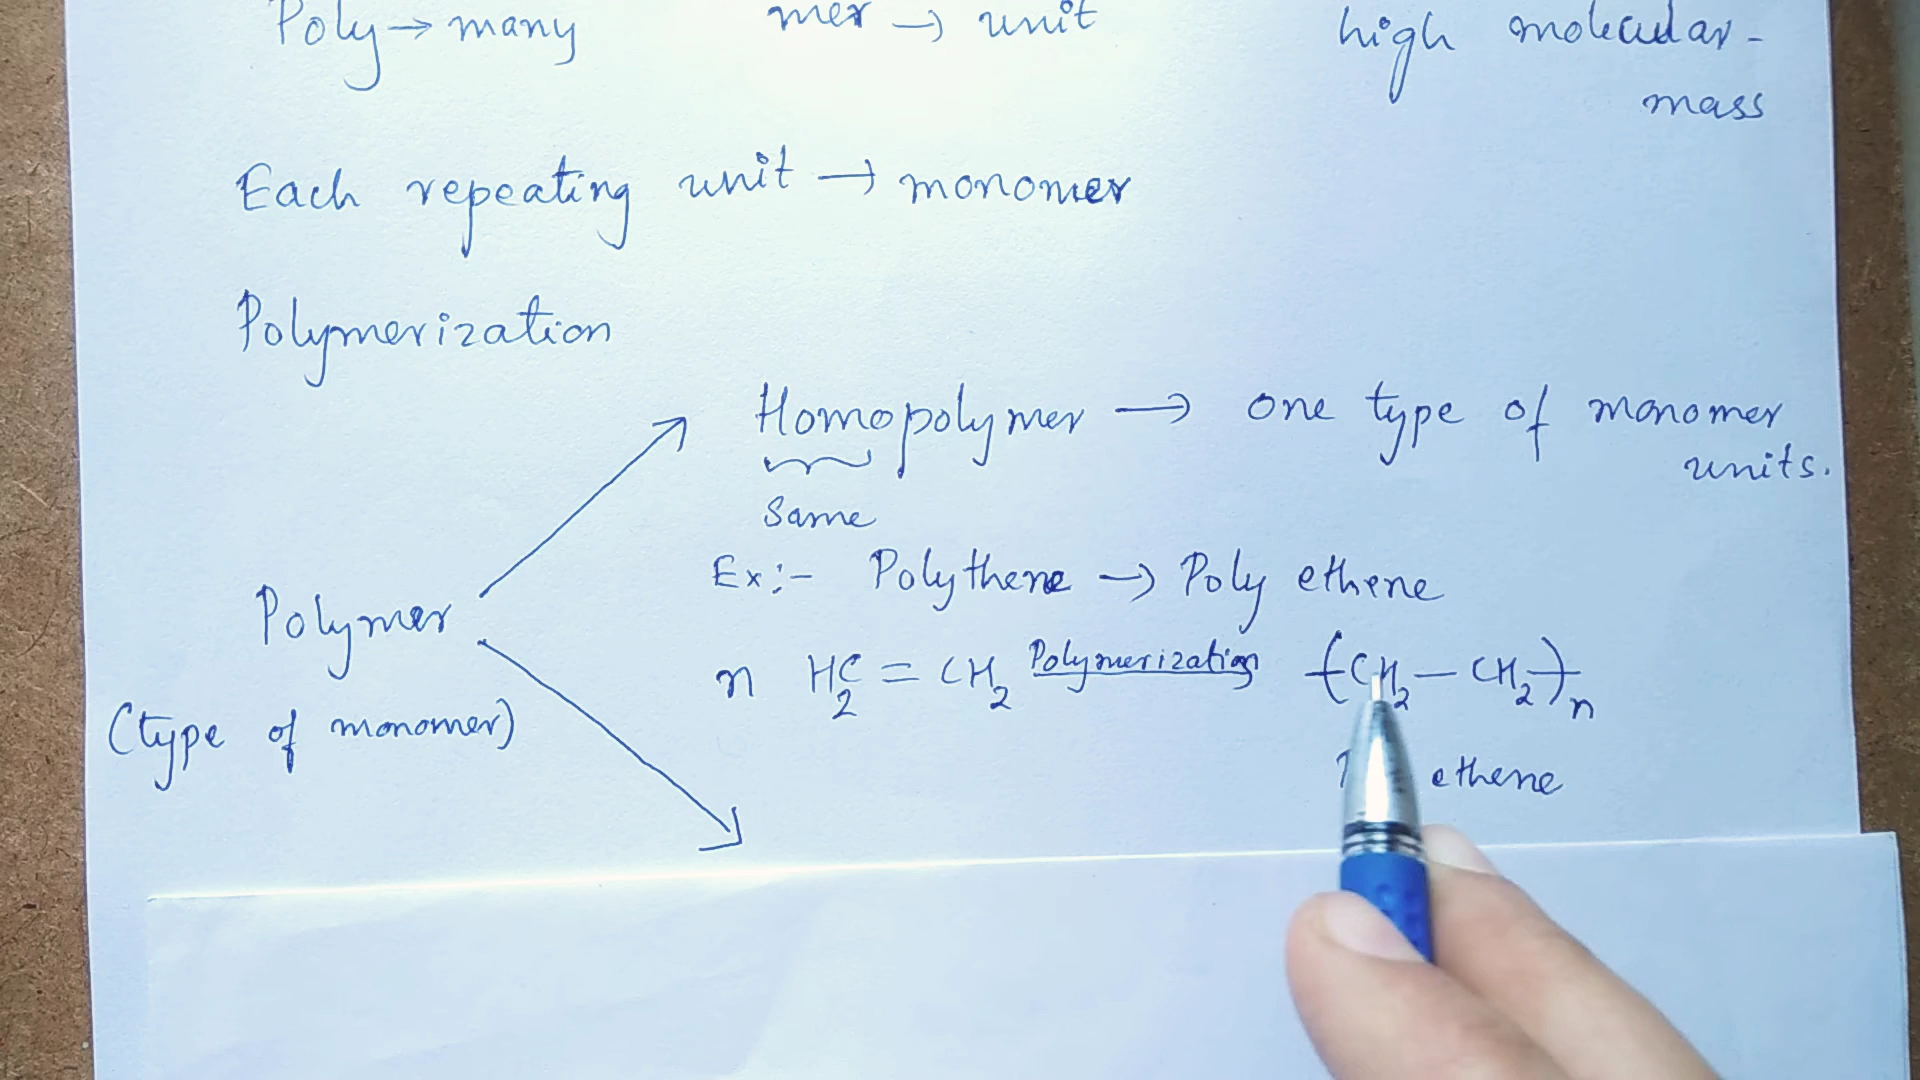 Poly → many mer → unit high molecular-
mass
Each repeating unit → monomer
Polymerization
Homopolymer → one type of monomer
units.
Same
Ex:- Polythene → Poly ethene
Polymer
(type of monomer)
n H₂C = CH₂ Polymerization -(CH₂ - CH₂)-n
ethene